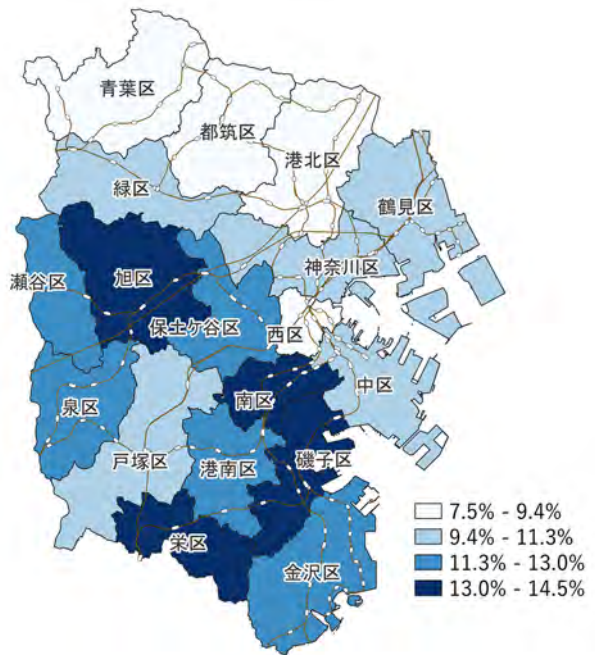 青葉区
都筑区
港北区
緑区
鶴見区
瀬谷区
旭区
神奈川区
保土ケ谷区
西区
中区
泉区
南区
戸塚区
港南区
磯子区
栄区
金沢区
7.5% - 9.4%
9.4% - 11.3%
11.3% - 13.0%
13.0% - 14.5%